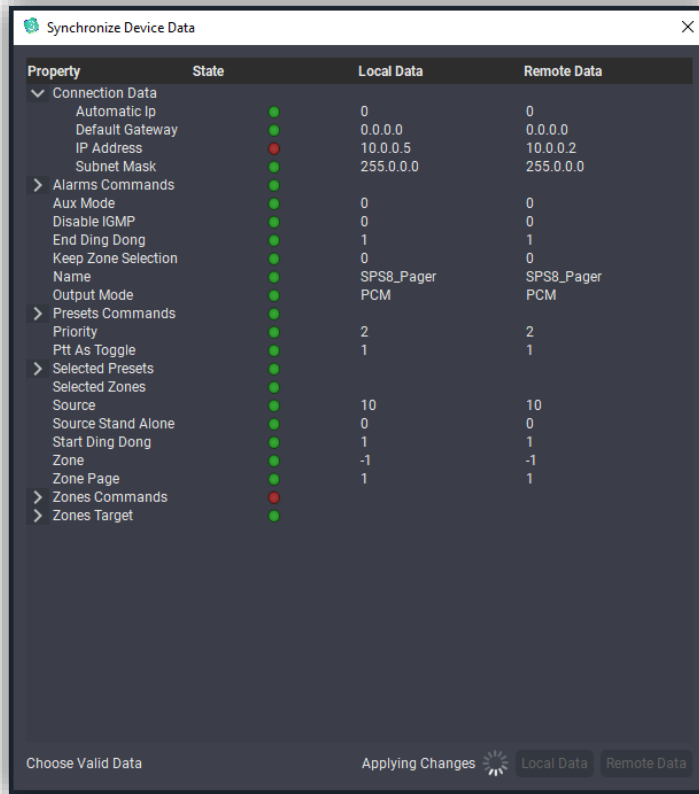 Synchronize Device Data
Property State Local Data Remote Data
Connection Data
Automatic Ip 0 0
Default Gateway 0.0.0.0 0.0.0.0
IP Address 10.0.0.5 10.0.0.2
Subnet Mask 255.0.0.0 255.0.0.0
Alarms Commands
Aux Mode 0 0
Disable IGMP 0 0
End Ding Dong 1 1
Keep Zone Selection 0 0
Name SPS8_Pager SPS8_Pager
Output Mode PCM PCM
Presets Commands
Priority 2 2
Ptt As Toggle 1 1
Selected Presets
Selected Zones
Source 10 10
Source Stand Alone 0 0
Start Ding Dong 1 1
Zone -1 -1
Zone Page 1 1
Zones Commands
Zones Target
Choose Valid Data Applying Changes Local Data Remote Data